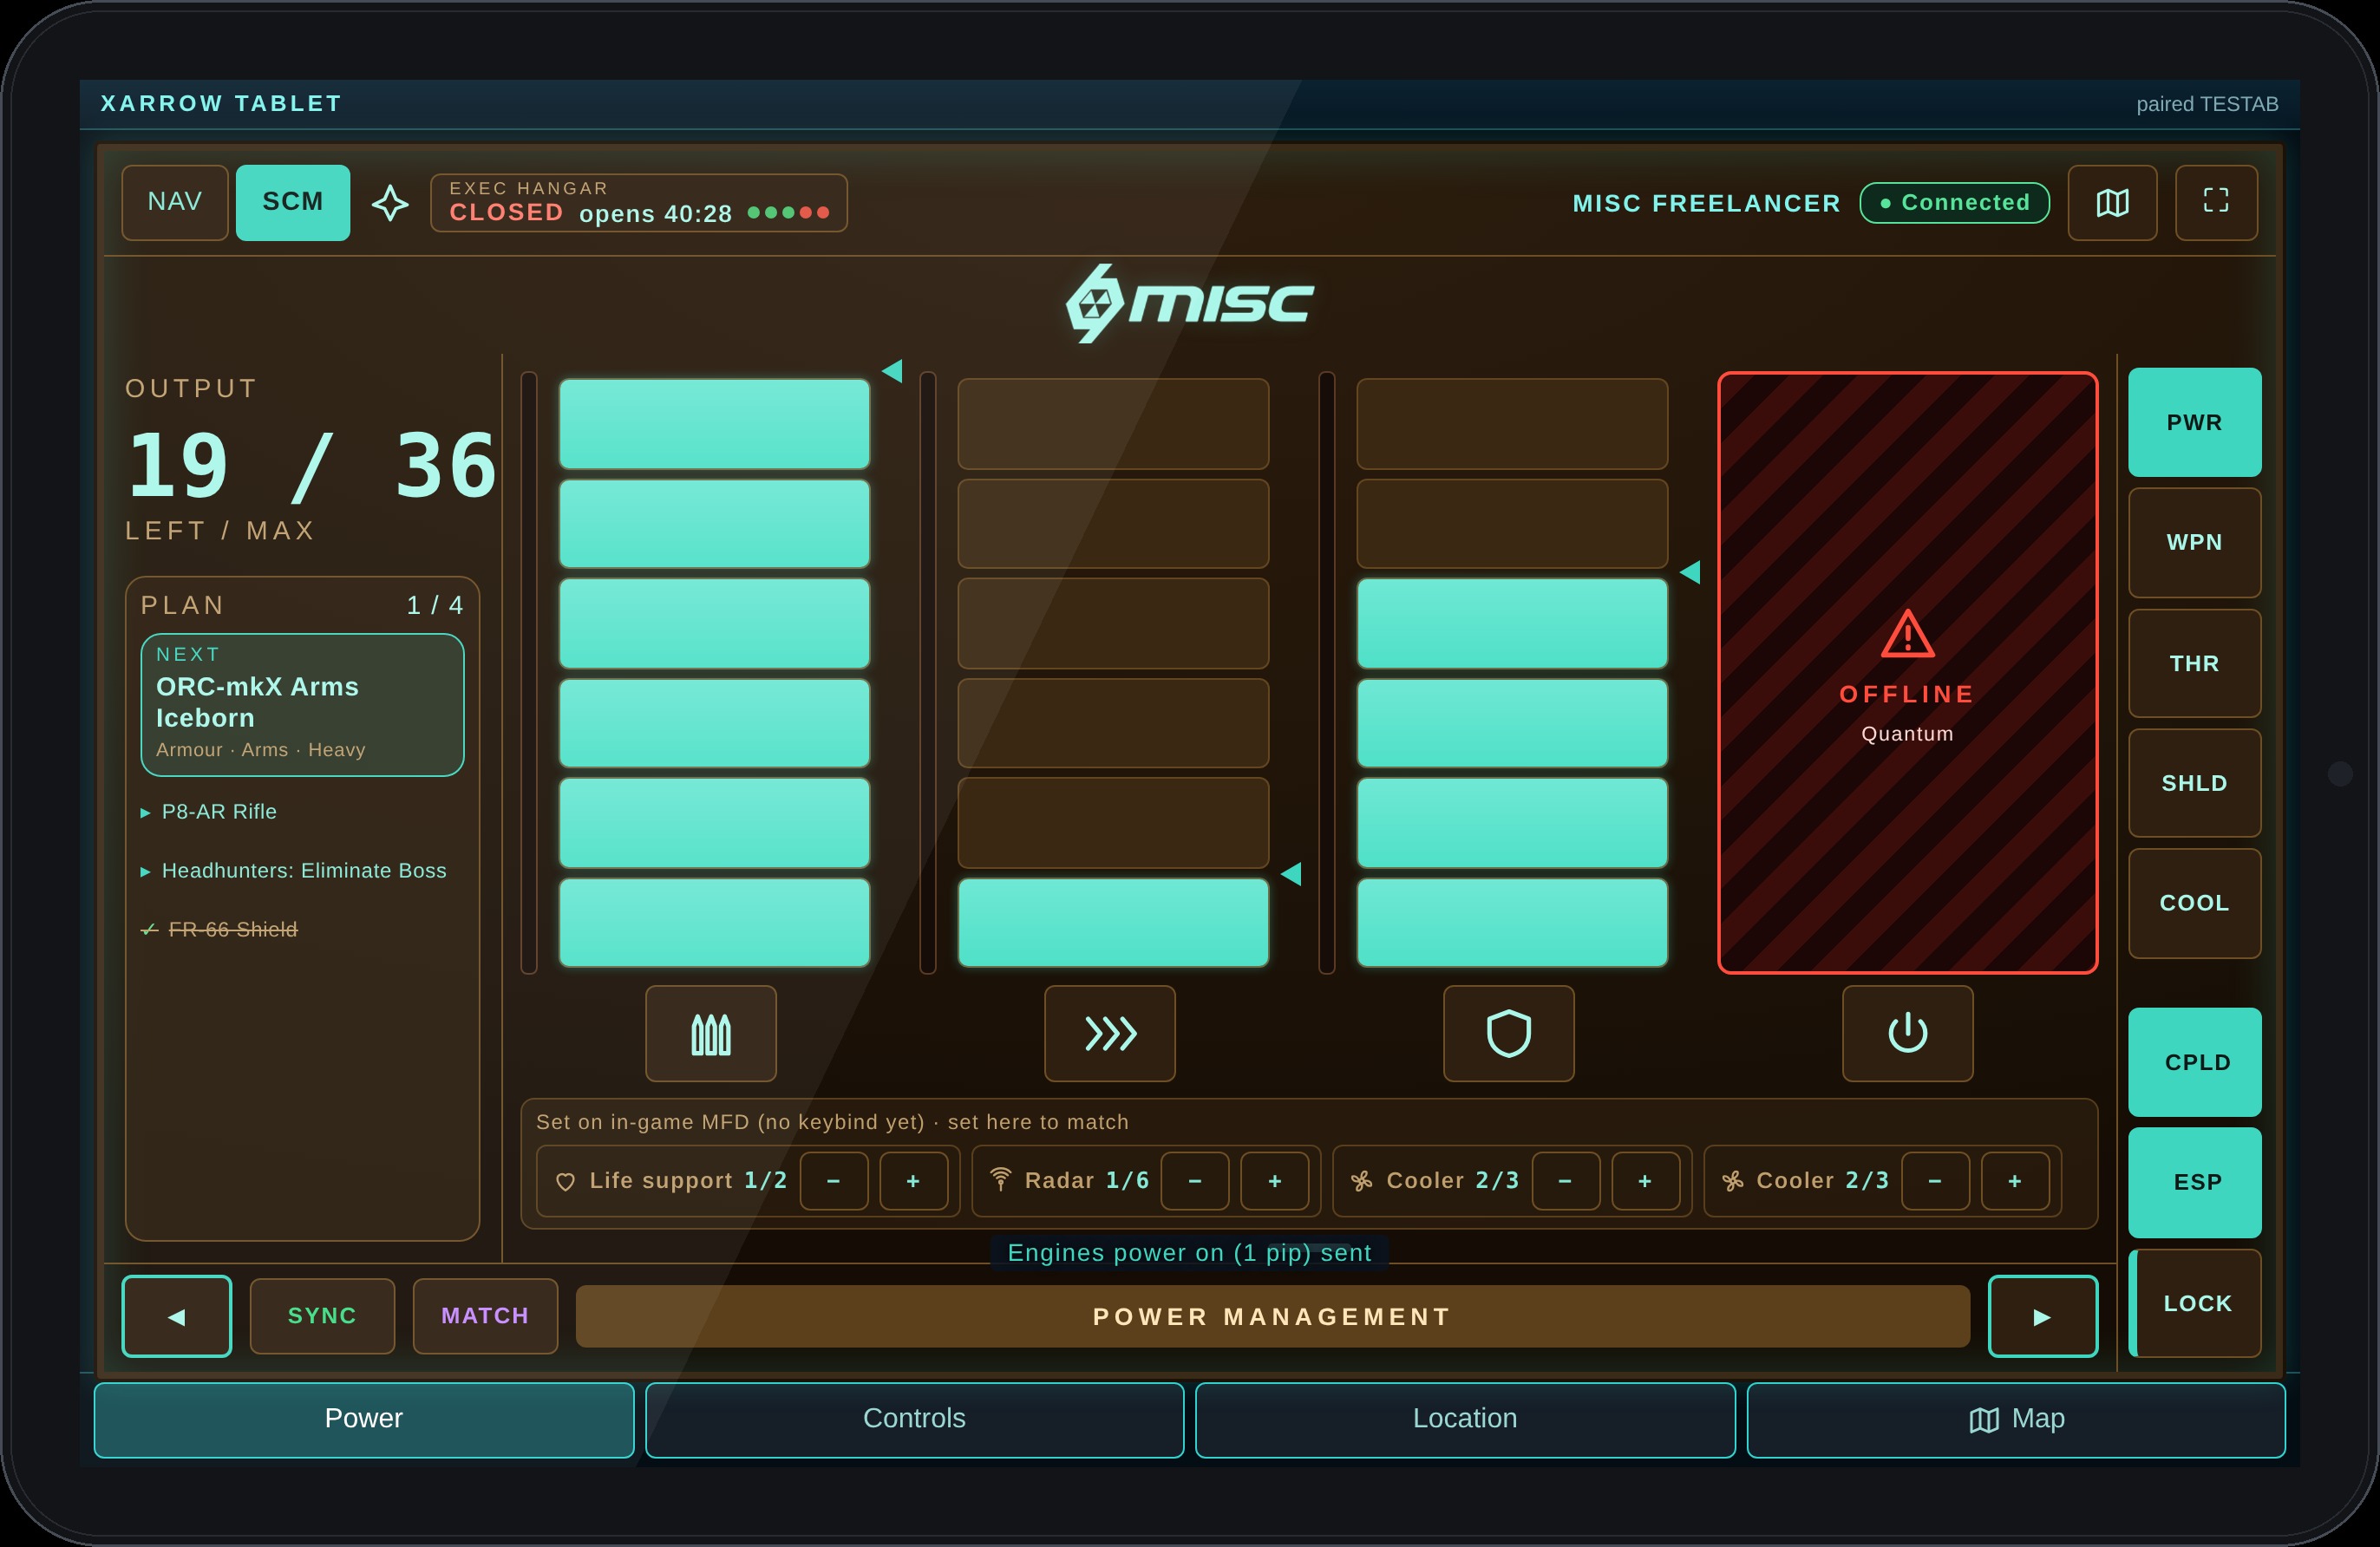 XARROW TABLET
paired TESTAB
NAV
SCM
EXEC HANGAR
CLOSED opens 40:28
MISC FREELANCER
Connected
misc
OUTPUT
19 / 36
LEFT / MAX
PLAN 1 / 4
NEXT
ORC-mkX Arms
Iceborn
Armour · Arms · Heavy
P8-AR Rifle
Headhunters: Eliminate Boss
FR-66 Shield
OFFLINE
Quantum
PWR
WPN
THR
SHLD
COOL
CPLD
ESP
LOCK
Set on in-game MFD (no keybind yet) · set here to match
Life support 1/2 − +
Radar 1/6 − +
Cooler 2/3 − +
Cooler 2/3 − +
Engines power on (1 pip) sent
SYNC
MATCH
POWER MANAGEMENT
Power
Controls
Location
Map